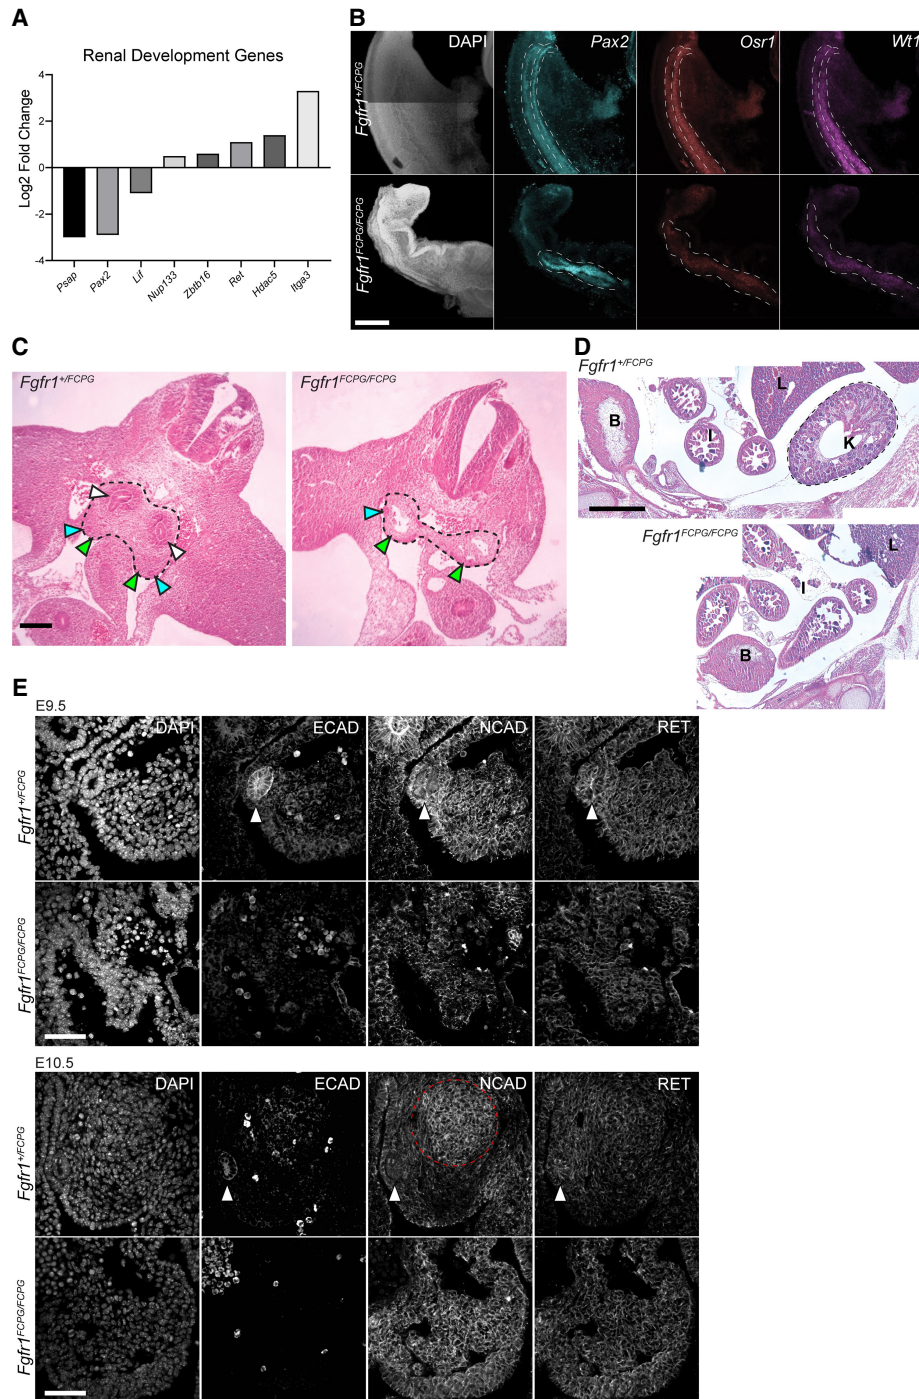 A
Renal Development Genes
Log2 Fold Change
4
2
0
-2
-4
Psap
Pax2
Lif
Nup133
Zbtb16
Ret
Hdac5
Itga3
B
DAPI
Pax2
Osr1
Wt1
Fgfr1+/FCPG
Fgfr1FCPG/FCPG
C
Fgfr1+/FCPG
Fgfr1FCPG/FCPG
D
Fgfr1+/FCPG
B
I
L
K
Fgfr1FCPG/FCPG
L
I
B
E
E9.5
DAPI
ECAD
NCAD
RET
Fgfr1+/FCPG
Fgfr1FCPG/FCPG
E10.5
DAPI
ECAD
NCAD
RET
Fgfr1+/FCPG
Fgfr1FCPG/FCPG